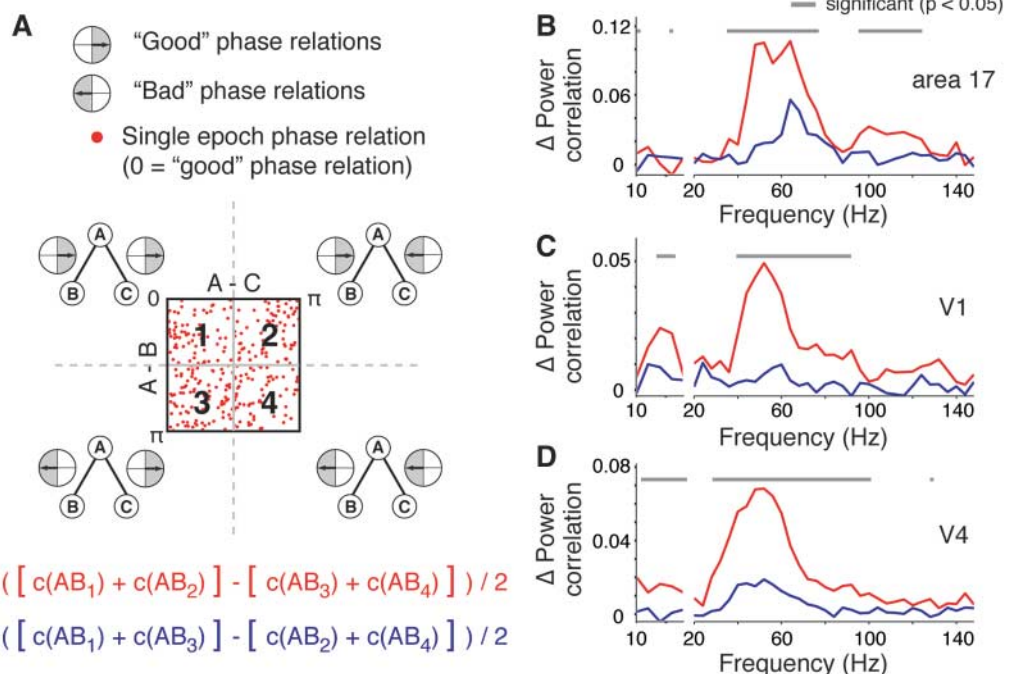 significant (p < 0.05)
A
"Good" phase relations
"Bad" phase relations
Single epoch phase relation
(0 = "good" phase relation)
A
B
C
A
B
C
A - C
0
π
A - B
1
2
3
4
π
A
B
C
A
B
C
([ c(AB₁) + c(AB₂) ] - [ c(AB₃) + c(AB₄) ]) / 2
([ c(AB₁) + c(AB₃) ] - [ c(AB₂) + c(AB₄) ]) / 2
B
0.12
0.06
0
Δ Power
correlation
area 17
10
20
60
100
140
Frequency (Hz)
C
0.05
0
Δ Power
correlation
V1
10
20
60
100
140
Frequency (Hz)
D
0.08
0.04
0
Δ Power
correlation
V4
10
20
60
100
140
Frequency (Hz)